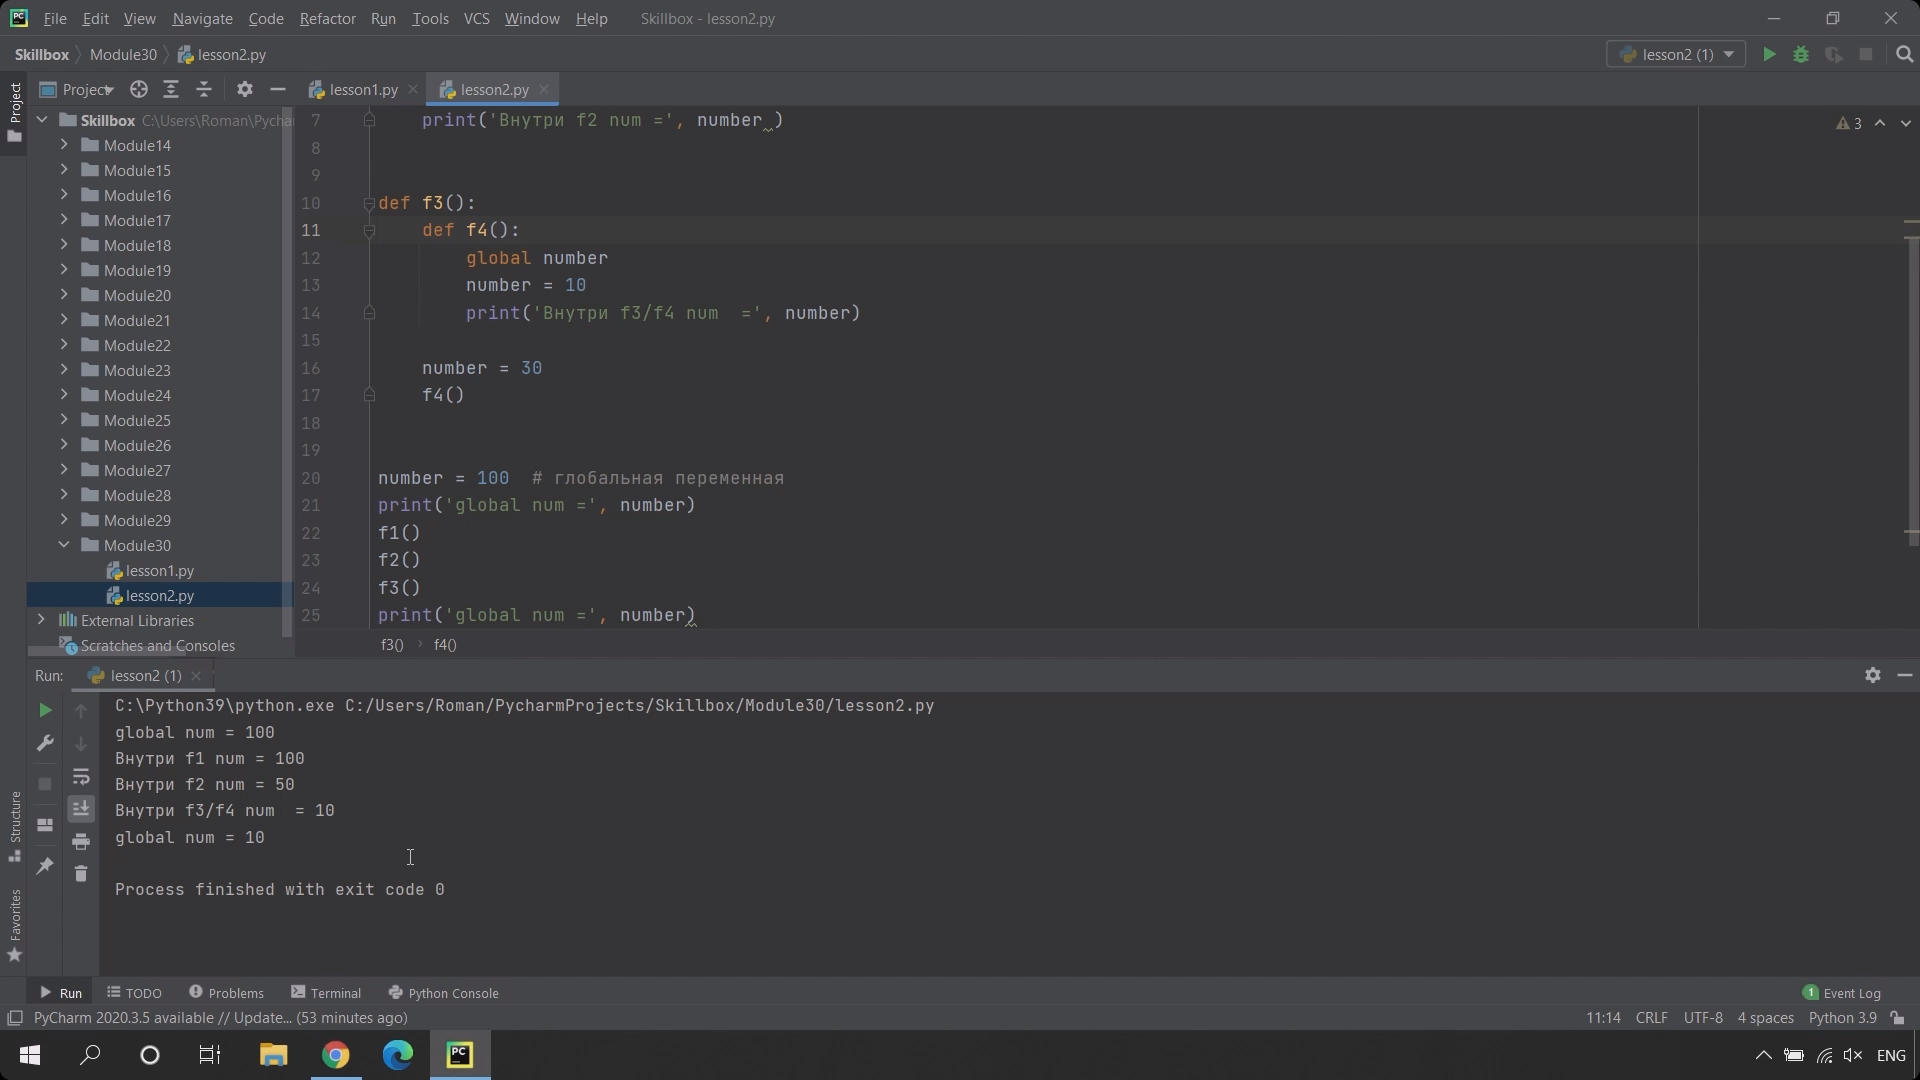 File Edit View Navigate Code Refactor Run Tools VCS Window Help Skillbox - lesson2.py
Skillbox Module30 lesson2.py lesson2 (1)
Project lesson1.py lesson2.py
Project
Skillbox C:\Users\Roman\Pycha
Module14
Module15
Module16
Module17
Module18
Module19
Module20
Module21
Module22
Module23
Module24
Module25
Module26
Module27
Module28
Module29
Module30
lesson1.py
lesson2.py
External Libraries
Scratches and Consoles
3
7 print('Внутри f2 num =', number )
8
9
10 def f3():
11 def f4():
12 global number
13 number = 10
14 print('Внутри f3/f4 num  =', number)
15
16 number = 30
17 f4()
18
19
20 number = 100  # глобальная переменная
21 print('global num =', number)
22 f1()
23 f2()
24 f3()
25 print('global num =', number)
f3() f4()
Run: lesson2 (1)
C:\Python39\python.exe C:/Users/Roman/PycharmProjects/Skillbox/Module30/lesson2.py
global num = 100
Внутри f1 num = 100
Внутри f2 num = 50
Внутри f3/f4 num  = 10
global num = 10
Process finished with exit code 0
Structure
Favorites
Run TODO Problems Terminal Python Console 1 Event Log
PyCharm 2020.3.5 available // Update... (53 minutes ago) 11:14 CRLF UTF-8 4 spaces Python 3.9
PC ENG